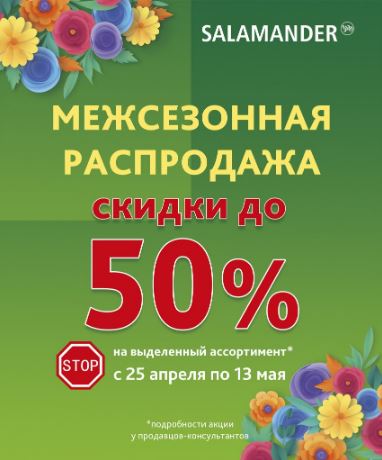 SALAMANDER
МЕЖСЕЗОННАЯ
РАСПРОДАЖА
скидки до
50%
STOP
на выделенный ассортимент*
с 25 апреля по 13 мая
*подробности акции
у продавцов-консультантов